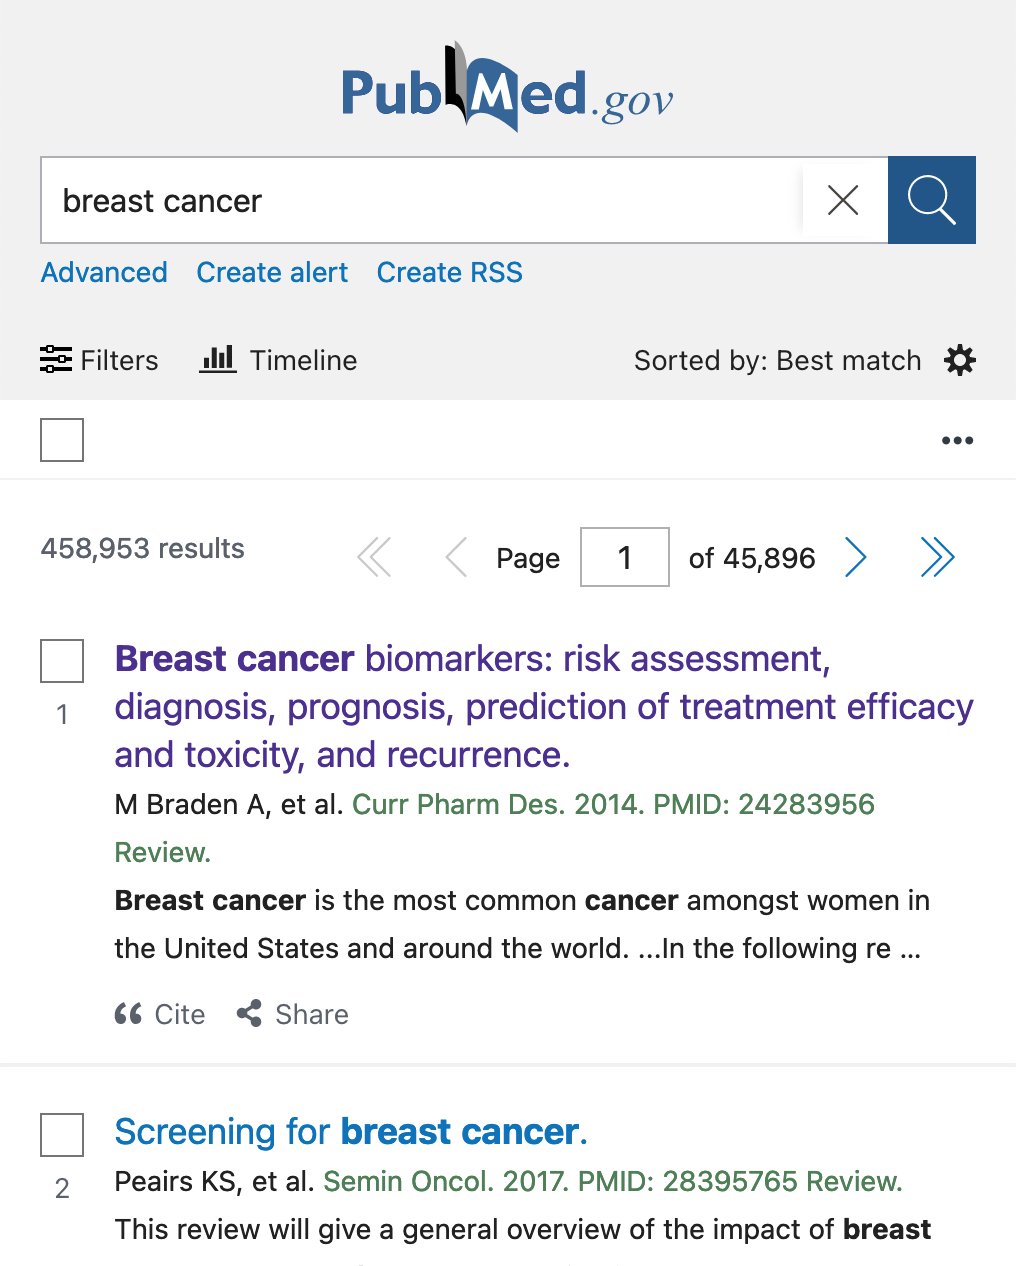 PubMed.gov
breast cancer
Advanced Create alert Create RSS
Filters Timeline Sorted by: Best match
458,953 results Page 1 of 45,896
Breast cancer biomarkers: risk assessment,
1 diagnosis, prognosis, prediction of treatment efficacy
and toxicity, and recurrence.
M Braden A, et al. Curr Pharm Des. 2014. PMID: 24283956
Review.
Breast cancer is the most common cancer amongst women in
the United States and around the world. ...In the following re ...
Cite Share
Screening for breast cancer.
2 Peairs KS, et al. Semin Oncol. 2017. PMID: 28395765 Review.
This review will give a general overview of the impact of breast